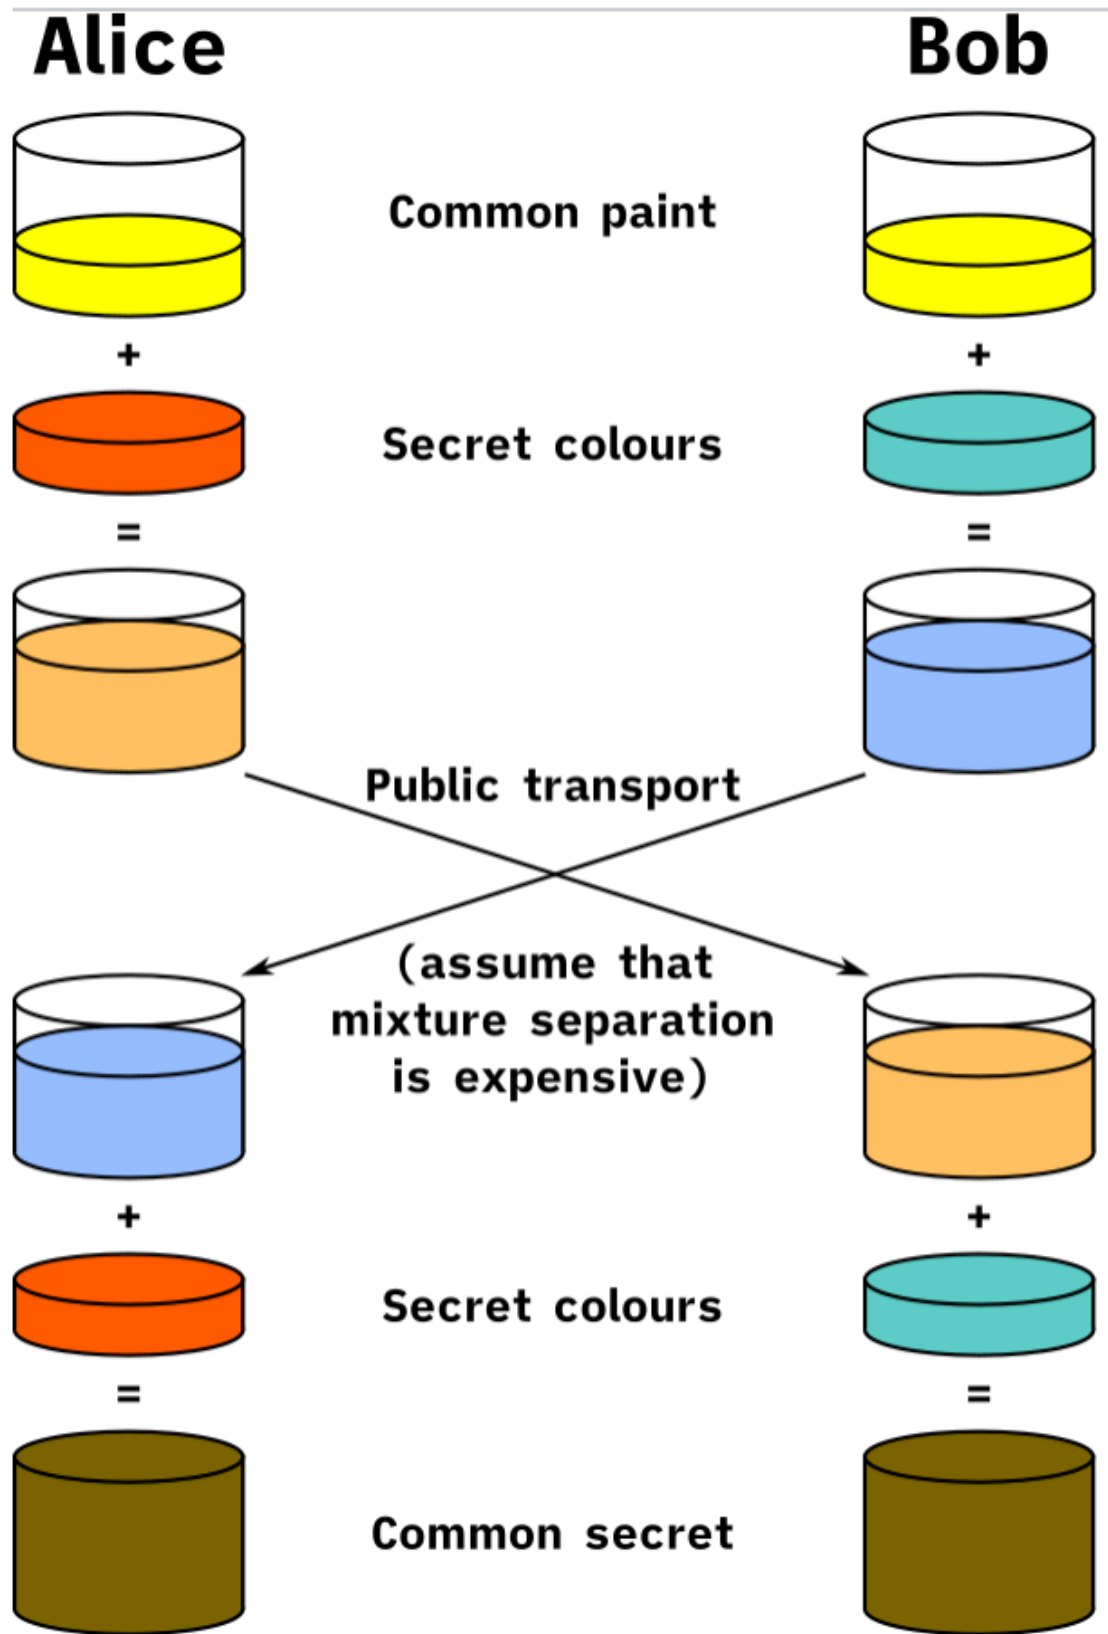 Alice
Bob
Common paint
+
+
Secret colours
=
=
Public transport
(assume that
mixture separation
is expensive)
+
+
Secret colours
=
=
Common secret